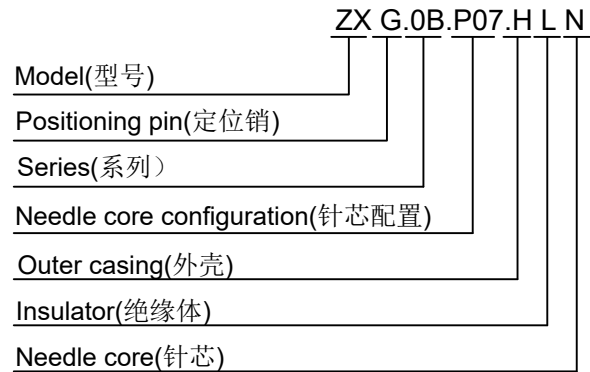 ZX G.0B.P07.H L N
Model(型号)
Positioning pin(定位销)
Series(系列）
Needle core configuration(针芯配置)
Outer casing(外壳)
Insulator(绝缘体)
Needle core(针芯)